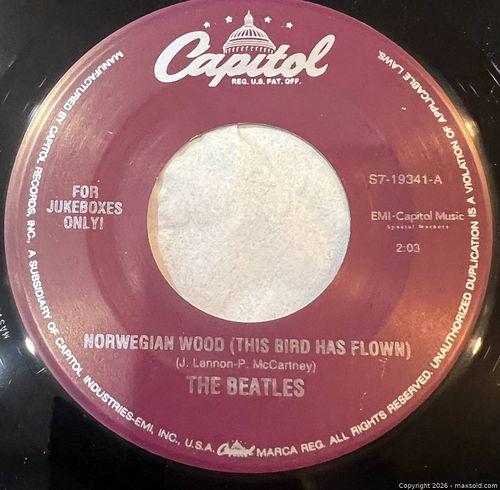 Capitol
REG. U.S. PAT. OFF.
FOR
JUKEBOXES
ONLY!
S7-19341-A
EMI-Capitol Music
Special Markets
2:03
NORWEGIAN WOOD (THIS BIRD HAS FLOWN)
(J. Lennon-P. McCartney)
THE BEATLES
MANUFACTURED BY CAPITOL RECORDS, INC., A SUBSIDIARY OF CAPITOL INDUSTRIES-EMI, INC., U.S.A. Capitol MARCA REG. ALL RIGHTS RESERVED. UNAUTHORIZED DUPLICATION IS A VIOLATION OF APPLICABLE LAWS.
Copyright 2026 - maxsold.com